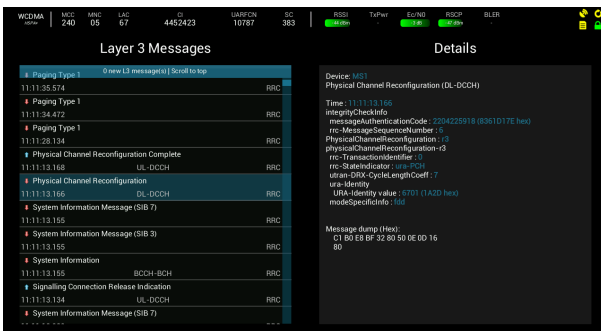 WCDMA MCC MNC LAC CI UARFCN SC RSSI TxPwr Ec/N0 RSCP BLER
240 05 67 4452423 10787 383 -
Layer 3 Messages
Details
Paging Type 1 0 new L3 message(s) | Scroll to top
11:11:35.574 RRC
Paging Type 1
11:11:34.472 RRC
Paging Type 1
11:11:28.134 RRC
Physical Channel Reconfiguration Complete
11:11:13.168 UL-DCCH RRC
Physical Channel Reconfiguration
11:11:13.166 DL-DCCH RRC
System Information Message (SIB 7)
11:11:13.155 RRC
System Information Message (SIB 3)
11:11:13.155 RRC
System Information
11:11:13.155 BCCH-BCH RRC
Signalling Connection Release Indication
11:11:13.134 UL-DCCH RRC
System Information Message (SIB 7)
Device: MS1
Physical Channel Reconfiguration (DL-DCCH)
Time : 11:11:13.166
integrityCheckInfo
messageAuthenticationCode : 2204225918 (8361D17E hex)
rrc-MessageSequenceNumber : 6
PhysicalChannelReconfiguration : r3
physicalChannelReconfiguration-r3
rrc-TransactionIdentifier : 0
rrc-StateIndicator : ura-PCH
utran-DRX-CycleLengthCoeff : 7
ura-Identity
URA-Identity value : 6701 (1A2D hex)
modeSpecificInfo : fdd
Message dump (Hex):
C1 B0 E8 BF 32 80 50 0E 0D 16
80